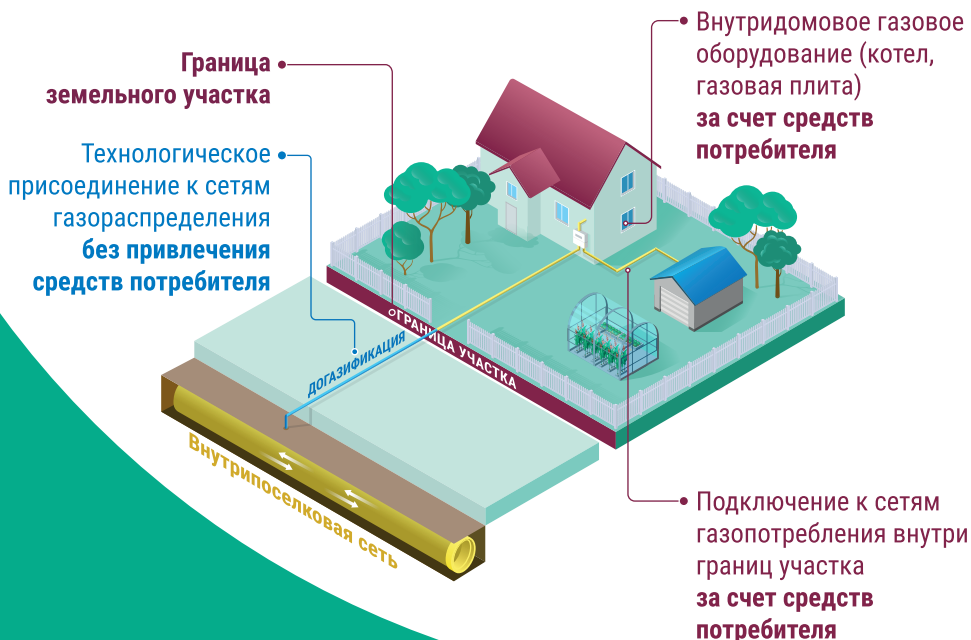 Граница
земельного участка
Технологическое
присоединение к сетям
газораспределения
без привлечения
средств потребителя
Внутридомовое газовое
оборудование (котел,
газовая плита)
за счет средств
потребителя
ГРАНИЦА УЧАСТКА
ДОГАЗИФИКАЦИЯ
Внутрипоселковая сеть
Подключение к сетям
газопотребления внутри
границ участка
за счет средств
потребителя